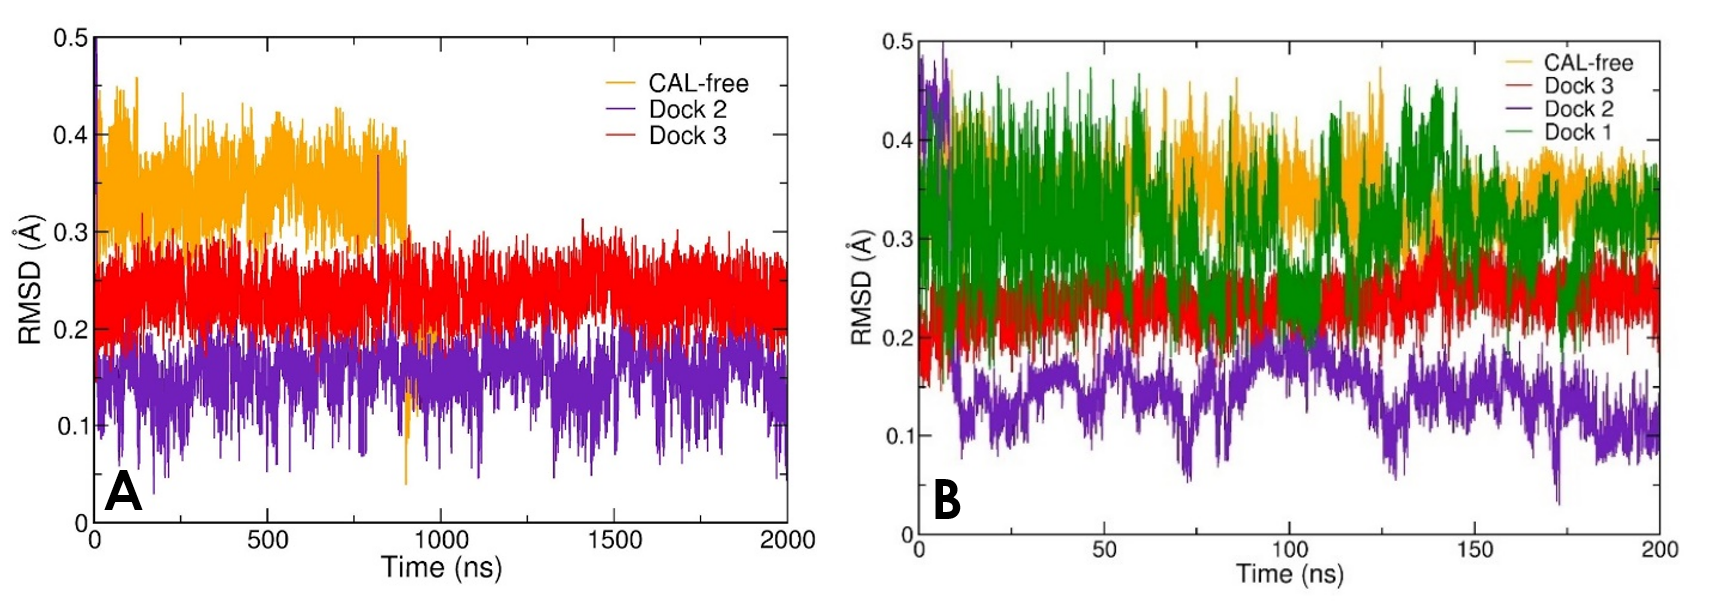 0.5
0.4
0.3
0.2
0.1
0
RMSD (Å)
CAL-free
Dock 2
Dock 3
A
0 500 1000 1500 2000
Time (ns)
0.5
0.4
0.3
0.2
0.1
0
RMSD (Å)
CAL-free
Dock 3
Dock 2
Dock 1
B
0 50 100 150 200
Time (ns)